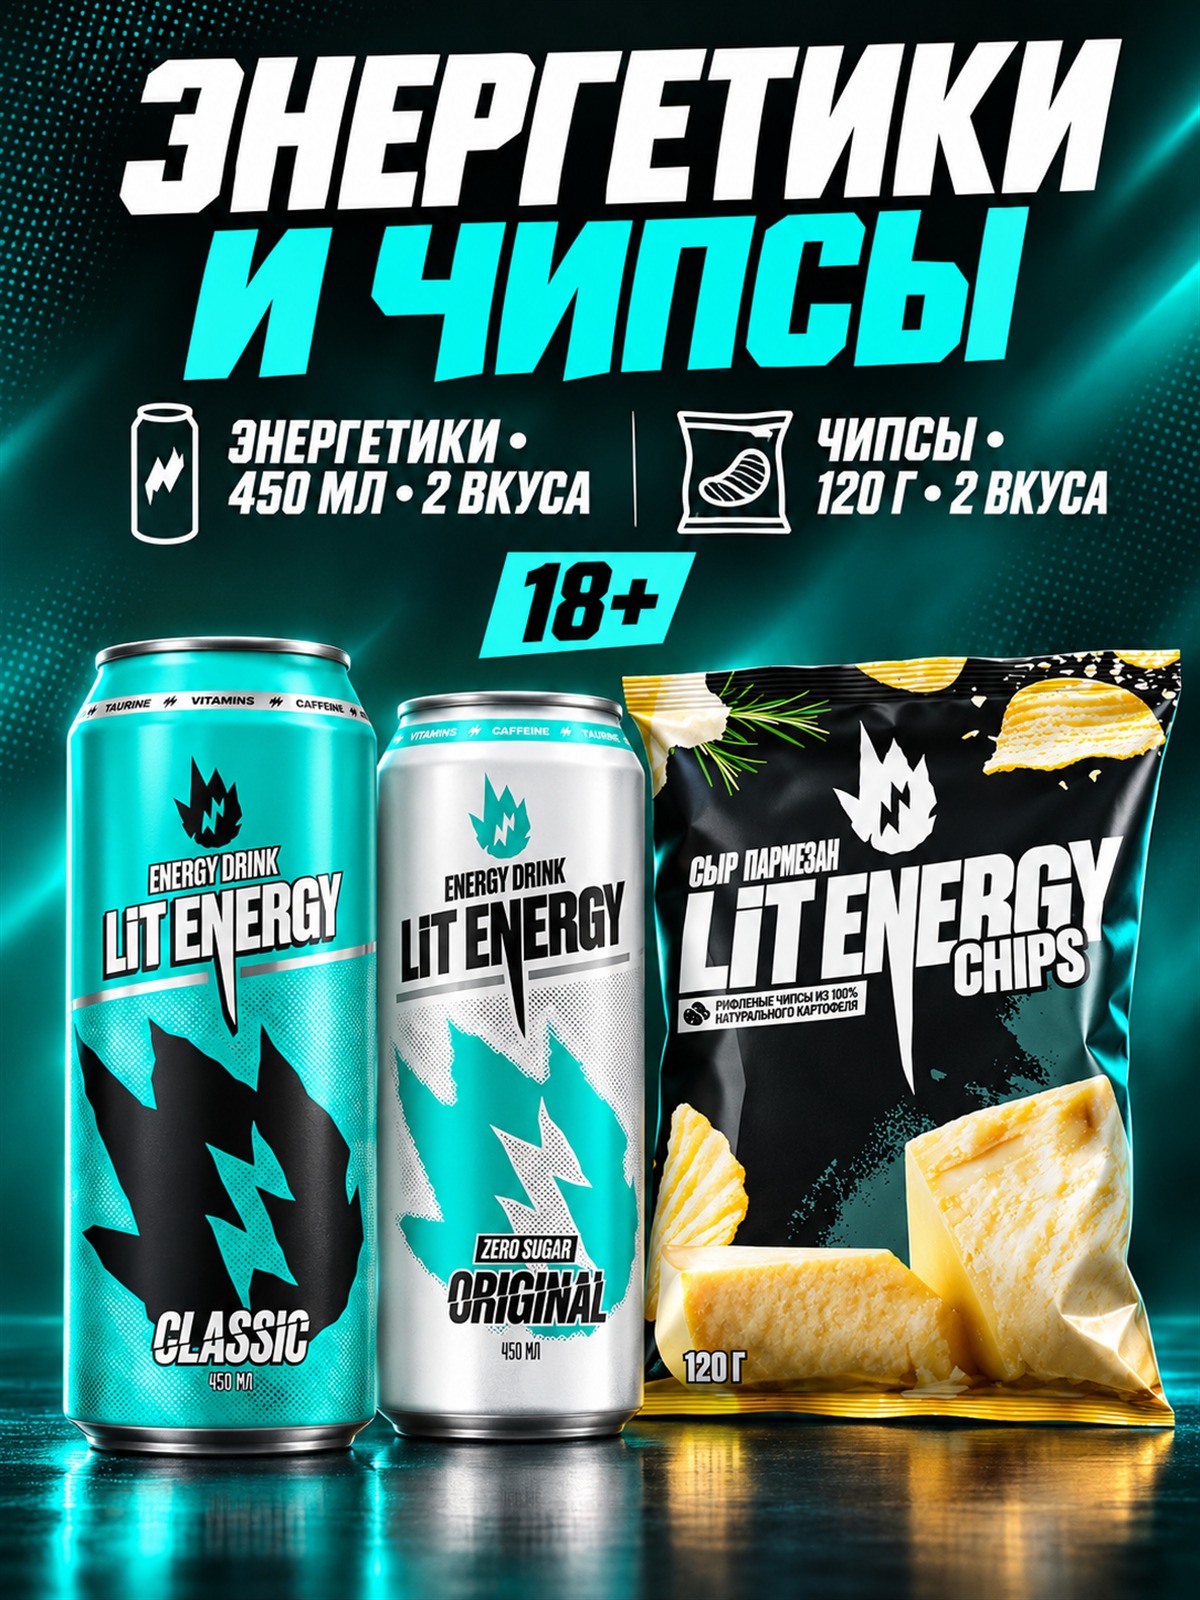 ЭНЕРГЕТИКИ
И ЧИПСЫ
ЭНЕРГЕТИКИ •
450 МЛ • 2 ВКУСА
ЧИПСЫ •
120 Г • 2 ВКУСА
18+
TAURINE VITAMINS CAFFEINE
ENERGY DRINK
LIT ENERGY
CLASSIC
450 МЛ
VITAMINS CAFFEINE TAURINE
ENERGY DRINK
LIT ENERGY
ZERO SUGAR
ORIGINAL
450 МЛ
СЫР ПАРМЕЗАН
LIT ENERGY
CHIPS
РИФЛЕНЫЕ ЧИПСЫ ИЗ 100%
НАТУРАЛЬНОГО КАРТОФЕЛЯ
120 Г